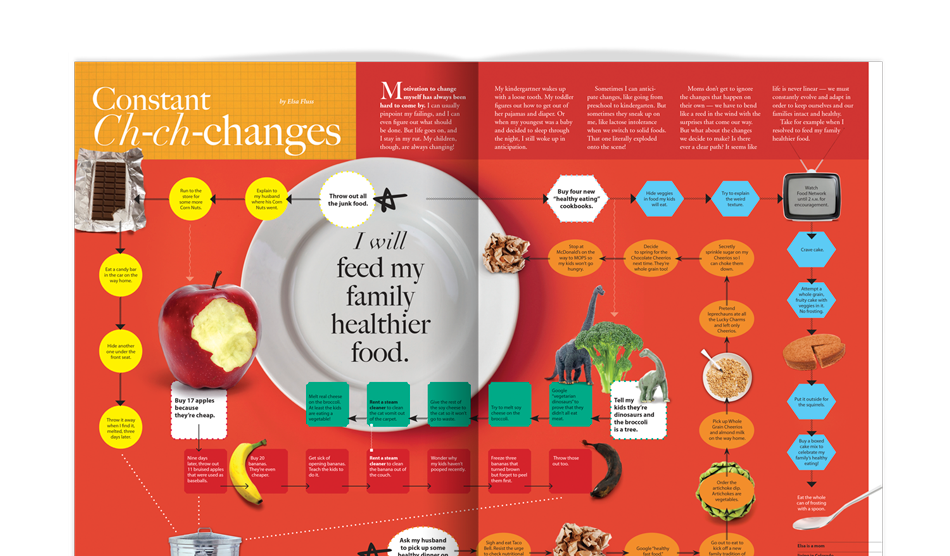 Constant
Ch-ch-changes
by Elsa Fluss
Motivation to change
myself has always been
hard to come by. I can usually
pinpoint my failings, and I can
even figure out what should
be done. But life goes on, and
I stay in my rut. My children,
though, are always changing!
My kindergartner wakes up
with a loose tooth. My toddler
figures out how to get out of
her pajamas and diaper. Or
when my youngest was a baby
and decided to sleep through
the night, I still woke up in
anticipation.
Sometimes I can antici-
pate changes, like going from
preschool to kindergarten. But
sometimes they sneak up on
me, like lactose intolerance
when we switch to solid foods.
That one literally exploded
onto the scene!
Moms don't get to ignore
the changes that happen on
their own — we have to bend
like a reed in the wind with the
surprises that come our way.
But what about the changes
we decide to make? Is there
ever a clear path? It seems like
life is never linear — we must
constantly evolve and adapt in
order to keep ourselves and our
families intact and healthy.
Take for example when I
resolved to feed my family
healthier food.
I will
feed my
family
healthier
food.
Throw out all
the junk food.
Explain to
my husband
where his Corn
Nuts went.
Run to the
store for
some more
Corn Nuts.
Eat a candy bar
in the car on the
way home.
Hide another
one under the
front seat.
Throw it away
when I find it,
melted, three
days later.
Buy four new
"healthy eating"
cookbooks.
Hide veggies
in food my kids
will eat.
Try to explain
the weird
texture.
Watch
Food Network
until 2 a.m. for
encouragement.
Crave cake.
Attempt a
whole grain,
fruity cake with
veggies in it.
No frosting.
Put it outside for
the squirrels.
Buy a boxed
cake mix to
celebrate my
family's healthy
eating!
Eat the whole
can of frosting
with a spoon.
Stop at
McDonald's on the
way to MOPS so
my kids won't go
hungry.
Decide
to spring for the
Chocolate Cheerios
next time. They're
whole grain too!
Secretly
sprinkle sugar on my
Cheerios so I
can choke them
down.
Pretend
leprechauns ate all
the Lucky Charms
and left only
Cheerios.
Pick up Whole
Grain Cheerios
and almond milk
on the way home.
Order the
artichoke dip.
Artichokes are
vegetables.
Go out to eat to
kick off a new
Buy 17 apples
because
they're cheap.
Melt real cheese
on the broccoli.
At least the kids
are eating a
vegetable!
Rent a steam
cleaner to clean
the cat vomit out
of the carpet.
Give the rest of
the soy cheese to
the cat so it won't
go to waste.
Try to melt soy
cheese on the
broccoli.
Google
"vegetarian
dinosaurs" to
prove that they
didn't all eat
meat.
Tell my
kids they're
dinosaurs and
the broccoli
is a tree.
Nine days
later, throw out
11 bruised apples
that were used as
baseballs.
Buy 20
bananas.
They're even
cheaper.
Get sick of
opening bananas.
Teach the kids to
do it.
Rent a steam
cleaner to clean
the banana out of
the couch.
Wonder why
my kids haven't
pooped recently.
Freeze three
bananas that
turned brown
but forget to peel
them first.
Throw those
out too.
Ask my husband
to pick up some
healthy dinner on
Sigh and eat Taco
Bell. Avoid the urge
to check nutritional
Google "healthy
fast food."